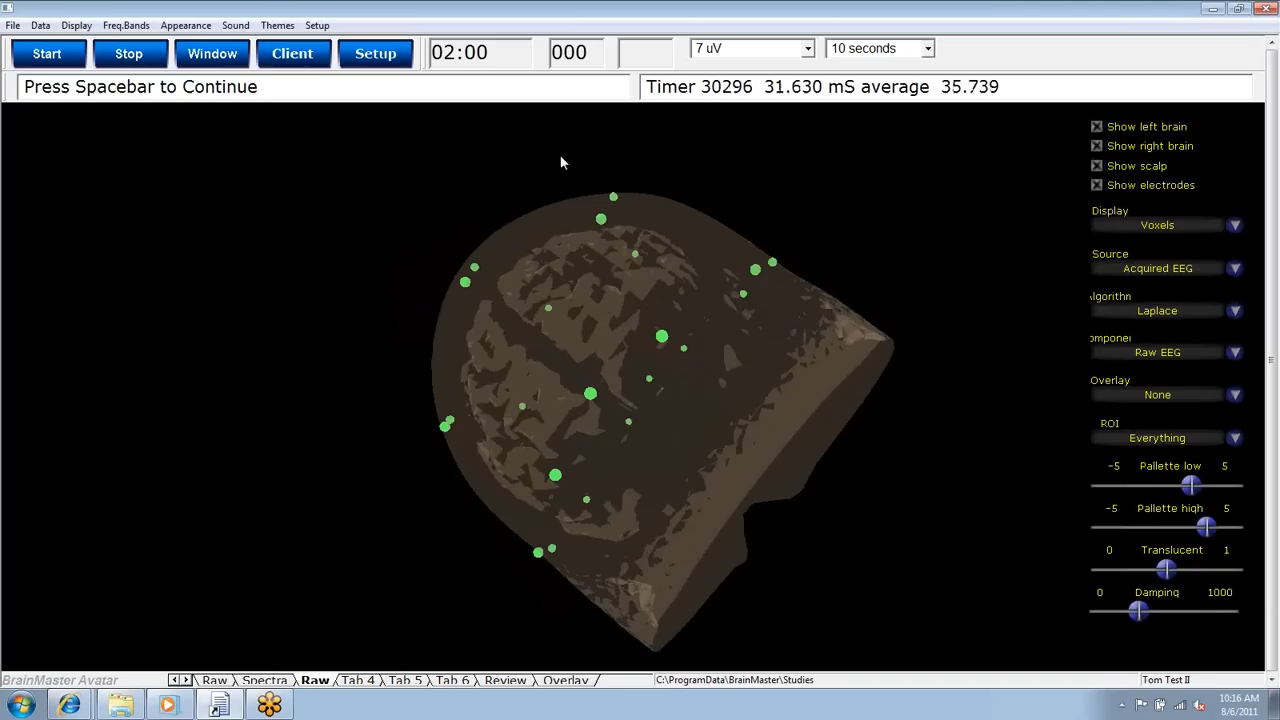 File Data Display Freq.Bands Appearance Sound Themes Setup
Start Stop Window Client Setup 02:00 000 7 uV 10 seconds
Press Spacebar to Continue Timer 30296 31.630 mS average 35.739
Show left brain
Show right brain
Show scalp
Show electrodes
Display
Voxels
Source
Acquired EEG
Algorithn
Laplace
omponer
Raw EEG
Overlay
None
ROI
Everything
-5 Pallette low 5
-5 Pallette high 5
0 Translucent 1
0 Damping 1000
BrainMaster Avatar Raw Spectra Raw Tab 4 Tab 5 Tab 6 Review Overlay C:\ProgramData\BrainMaster\Studies Tom Test II
10:16 AM
8/6/2011